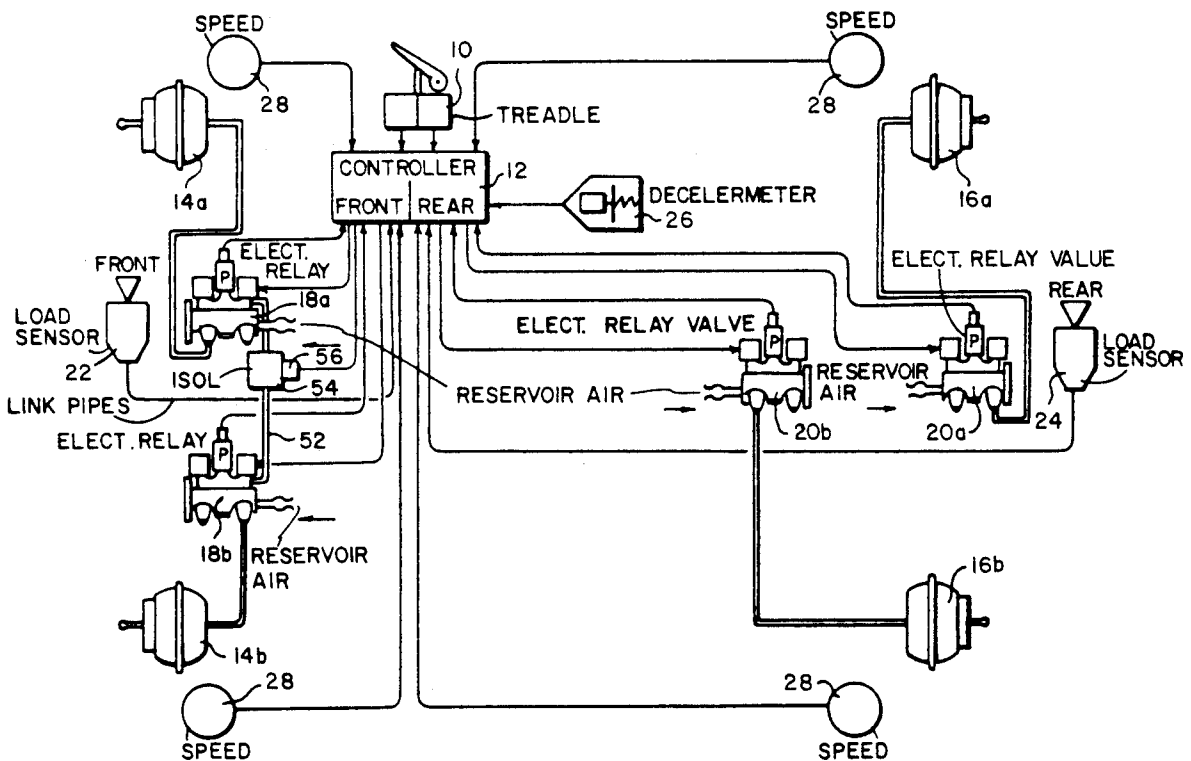 SPEED
28
10
TREADLE
SPEED
28
14a
CONTROLLER
12
FRONT REAR
DECELERMETER
26
16a
FRONT
ELECT.
RELAY
P
18a
LOAD
SENSOR
22
ISOL
56
54
LINK PIPES
RESERVOIR AIR
ELECT. RELAY VALVE
P
RESERVOIR
AIR
20b
ELECT. RELAY VALUE
P
20a
REAR
LOAD
SENSOR
24
ELECT. RELAY
52
P
18b
RESERVOIR
AIR
14b
16b
28
SPEED
28
SPEED